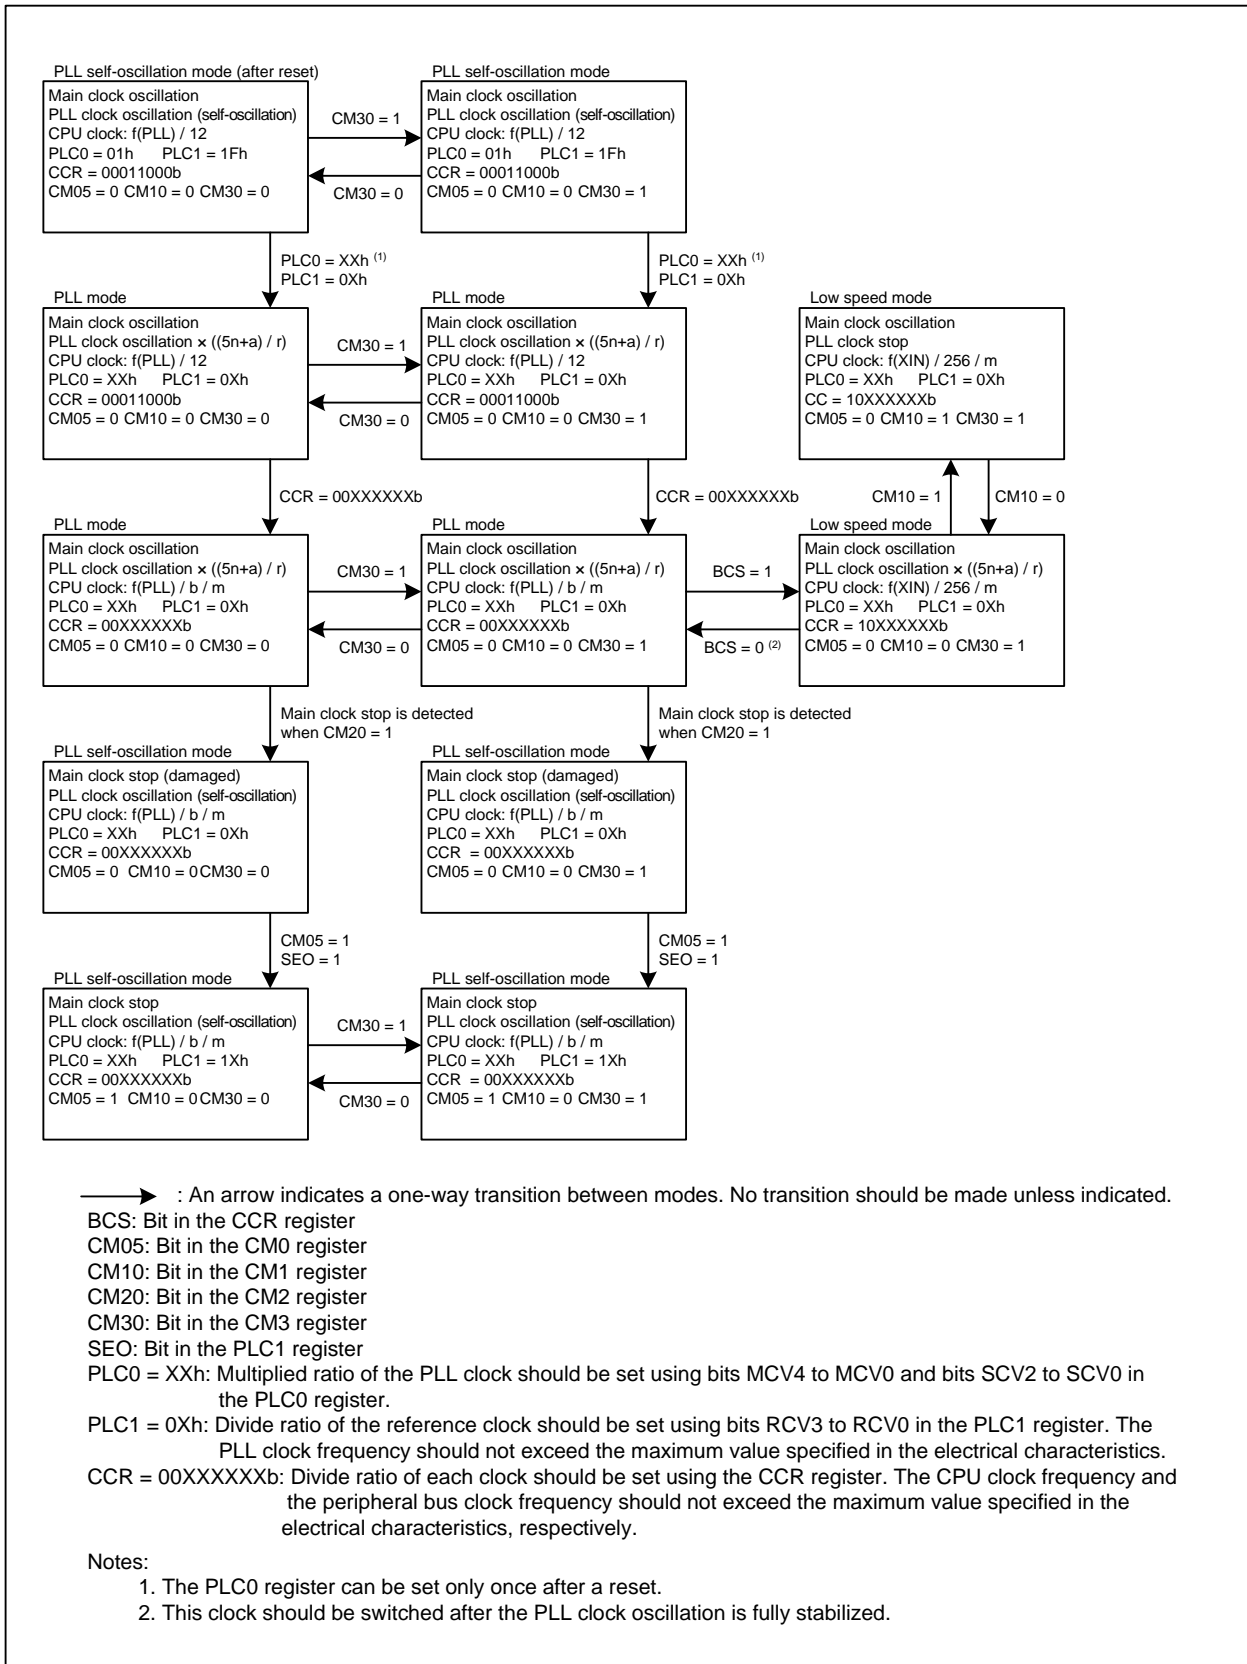 PLL self-oscillation mode (after reset)
Main clock oscillation
PLL clock oscillation (self-oscillation)
CPU clock: f(PLL) / 12
PLC0 = 01h PLC1 = 1Fh
CCR = 00011000b
CM05 = 0 CM10 = 0 CM30 = 0
CM30 = 1
CM30 = 0
PLL self-oscillation mode
Main clock oscillation
PLL clock oscillation (self-oscillation)
CPU clock: f(PLL) / 12
PLC0 = 01h PLC1 = 1Fh
CCR = 00011000b
CM05 = 0 CM10 = 0 CM30 = 1
PLC0 = XXh (1)
PLC1 = 0Xh
PLC0 = XXh (1)
PLC1 = 0Xh
PLL mode
Main clock oscillation
PLL clock oscillation × ((5n+a) / r)
CPU clock: f(PLL) / 12
PLC0 = XXh PLC1 = 0Xh
CCR = 00011000b
CM05 = 0 CM10 = 0 CM30 = 0
CM30 = 1
CM30 = 0
PLL mode
Main clock oscillation
PLL clock oscillation × ((5n+a) / r)
CPU clock: f(PLL) / 12
PLC0 = XXh PLC1 = 0Xh
CCR = 00011000b
CM05 = 0 CM10 = 0 CM30 = 1
Low speed mode
Main clock oscillation
PLL clock stop
CPU clock: f(XIN) / 256 / m
PLC0 = XXh PLC1 = 0Xh
CC = 10XXXXXXb
CM05 = 0 CM10 = 1 CM30 = 1
CCR = 00XXXXXXb
CCR = 00XXXXXXb
CM10 = 1
CM10 = 0
PLL mode
Main clock oscillation
PLL clock oscillation × ((5n+a) / r)
CPU clock: f(PLL) / b / m
PLC0 = XXh PLC1 = 0Xh
CCR = 00XXXXXXb
CM05 = 0 CM10 = 0 CM30 = 0
CM30 = 1
CM30 = 0
PLL mode
Main clock oscillation
PLL clock oscillation × ((5n+a) / r)
CPU clock: f(PLL) / b / m
PLC0 = XXh PLC1 = 0Xh
CCR = 00XXXXXXb
CM05 = 0 CM10 = 0 CM30 = 1
BCS = 1
BCS = 0 (2)
Low speed mode
Main clock oscillation
PLL clock oscillation × ((5n+a) / r)
CPU clock: f(XIN) / 256 / m
PLC0 = XXh PLC1 = 0Xh
CCR = 10XXXXXXb
CM05 = 0 CM10 = 0 CM30 = 1
Main clock stop is detected
when CM20 = 1
Main clock stop is detected
when CM20 = 1
PLL self-oscillation mode
Main clock stop (damaged)
PLL clock oscillation (self-oscillation)
CPU clock: f(PLL) / b / m
PLC0 = XXh PLC1 = 0Xh
CCR = 00XXXXXXb
CM05 = 0 CM10 = 0 CM30 = 0
PLL self-oscillation mode
Main clock stop (damaged)
PLL clock oscillation (self-oscillation)
CPU clock: f(PLL) / b / m
PLC0 = XXh PLC1 = 0Xh
CCR = 00XXXXXXb
CM05 = 0 CM10 = 0 CM30 = 1
CM05 = 1
SEO = 1
CM05 = 1
SEO = 1
PLL self-oscillation mode
Main clock stop
PLL clock oscillation (self-oscillation)
CPU clock: f(PLL) / b / m
PLC0 = XXh PLC1 = 1Xh
CCR = 00XXXXXXb
CM05 = 1 CM10 = 0 CM30 = 0
CM30 = 1
CM30 = 0
PLL self-oscillation mode
Main clock stop
PLL clock oscillation (self-oscillation)
CPU clock: f(PLL) / b / m
PLC0 = XXh PLC1 = 1Xh
CCR = 00XXXXXXb
CM05 = 1 CM10 = 0 CM30 = 1
: An arrow indicates a one-way transition between modes. No transition should be made unless indicated.
BCS: Bit in the CCR register
CM05: Bit in the CM0 register
CM10: Bit in the CM1 register
CM20: Bit in the CM2 register
CM30: Bit in the CM3 register
SEO: Bit in the PLC1 register
PLC0 = XXh: Multiplied ratio of the PLL clock should be set using bits MCV4 to MCV0 and bits SCV2 to SCV0 in
the PLC0 register.
PLC1 = 0Xh: Divide ratio of the reference clock should be set using bits RCV3 to RCV0 in the PLC1 register. The
PLL clock frequency should not exceed the maximum value specified in the electrical characteristics.
CCR = 00XXXXXXb: Divide ratio of each clock should be set using the CCR register. The CPU clock frequency and
the peripheral bus clock frequency should not exceed the maximum value specified in the
electrical characteristics, respectively.
Notes:
1. The PLC0 register can be set only once after a reset.
2. This clock should be switched after the PLL clock oscillation is fully stabilized.